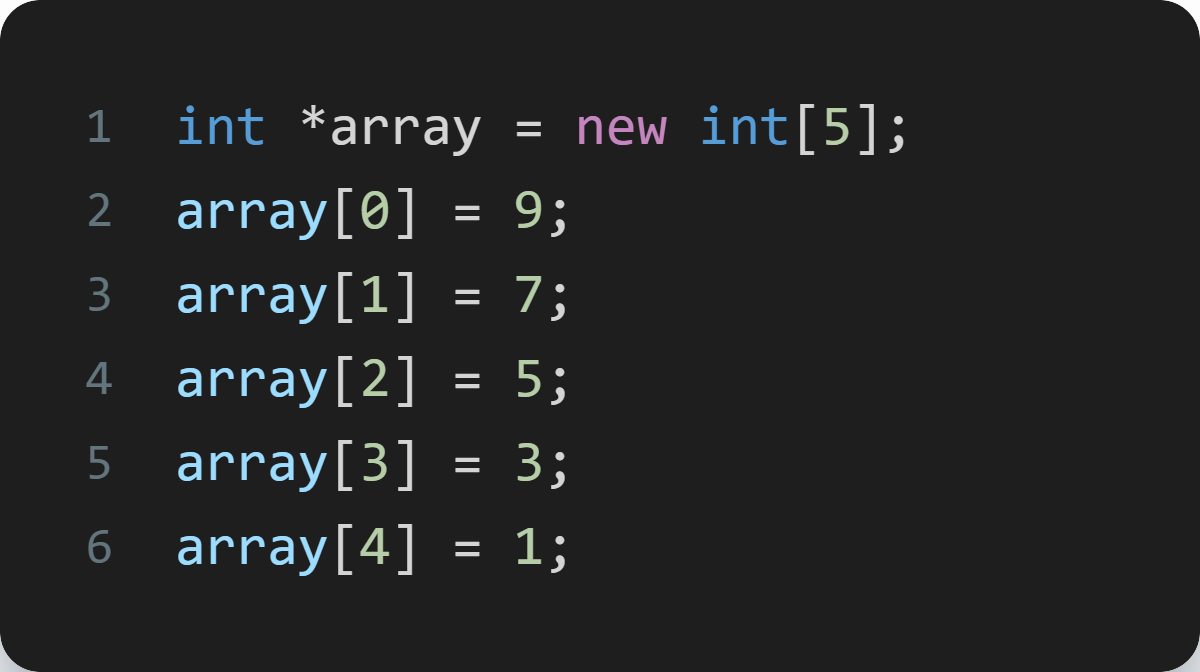 1 int *array = new int[5];
2 array[0] = 9;
3 array[1] = 7;
4 array[2] = 5;
5 array[3] = 3;
6 array[4] = 1;